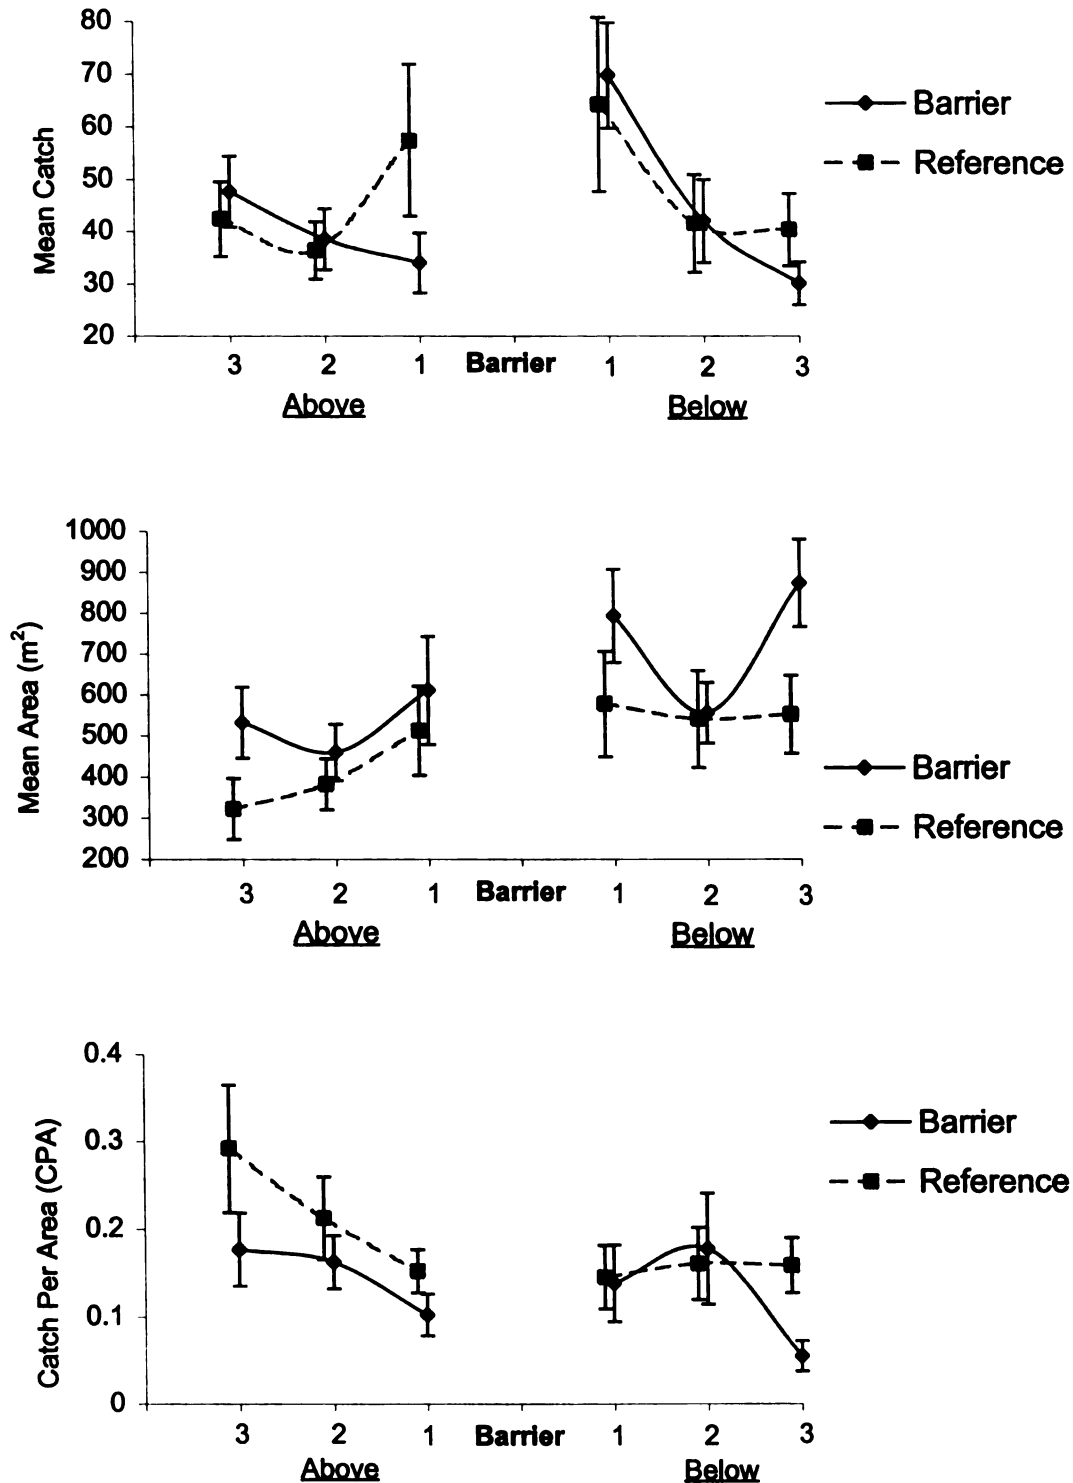 80
70
60
50
40
30
20
Mean Catch
Barrier
Reference
3 2 1 Barrier 1 2 3
Above Below
1000
900
800
700
600
500
400
300
200
Mean Area (m²)
Barrier
Reference
3 2 1 Barrier 1 2 3
Above Below
0.4
0.3
0.2
0.1
0
Catch Per Area (CPA)
Barrier
Reference
3 2 1 Barrier 1 2 3
Above Below